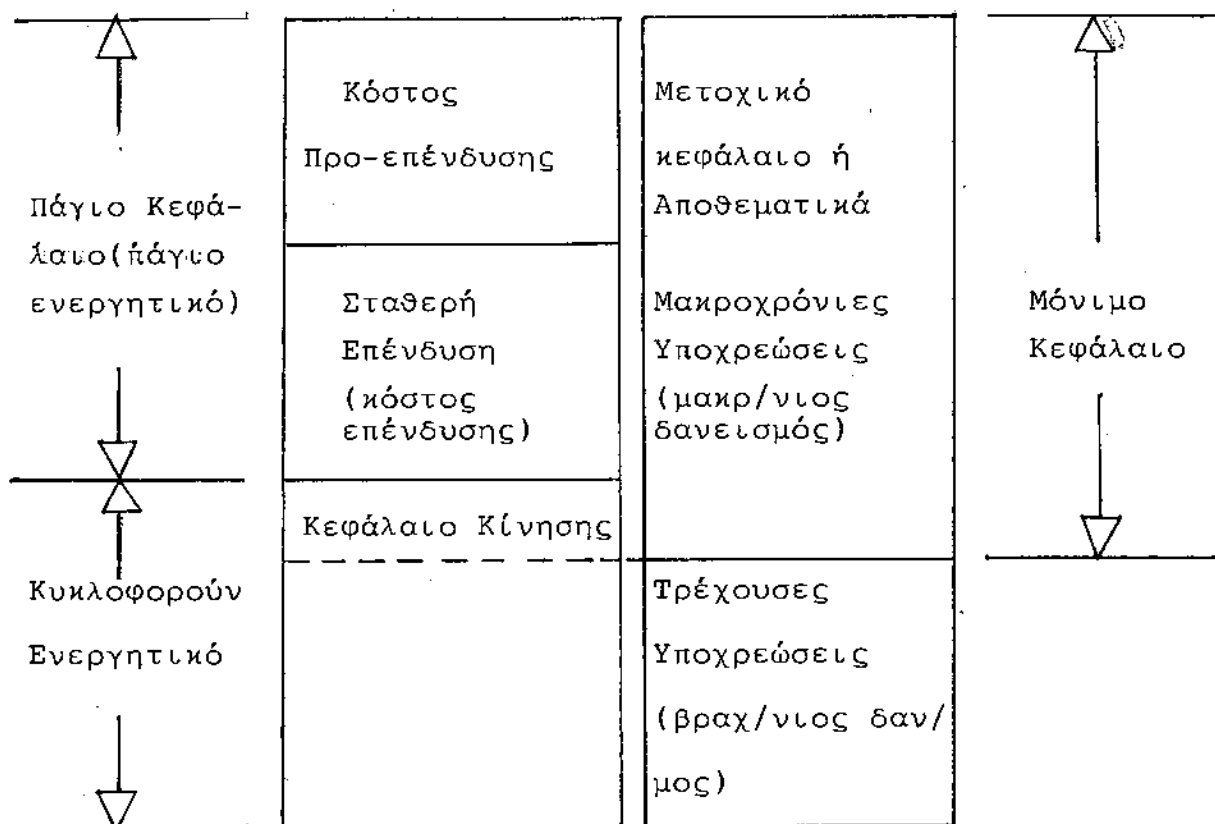 Πάγιο Κεφά-
λαιο(πάγιο
ενεργητικό)
Κυκλοφορούν
Ενεργητικό
Κόστος
Προ-επένδυσης
Σταθερή
Επένδυση
(κόστος
επένδυσης)
Κεφάλαιο Κίνησης
Μετοχικό
κεφάλαιο ή
Αποθεματικά
Μακροχρόνιες
Υποχρεώσεις
(μακρ/νιος
δανεισμός)
Τρέχουσες
Υποχρεώσεις
(βραχ/νιος δαν/
μος)
Μόνιμο
Κεφάλαιο